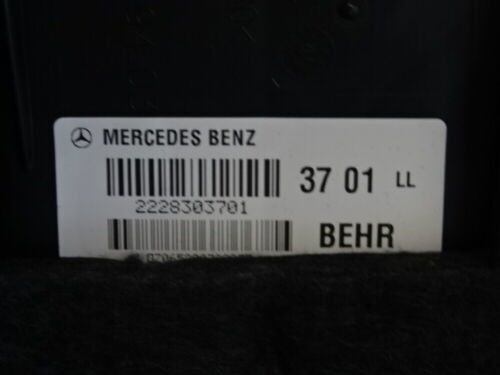 MERCEDES BENZ
2228303701
37 01 LL
BEHR